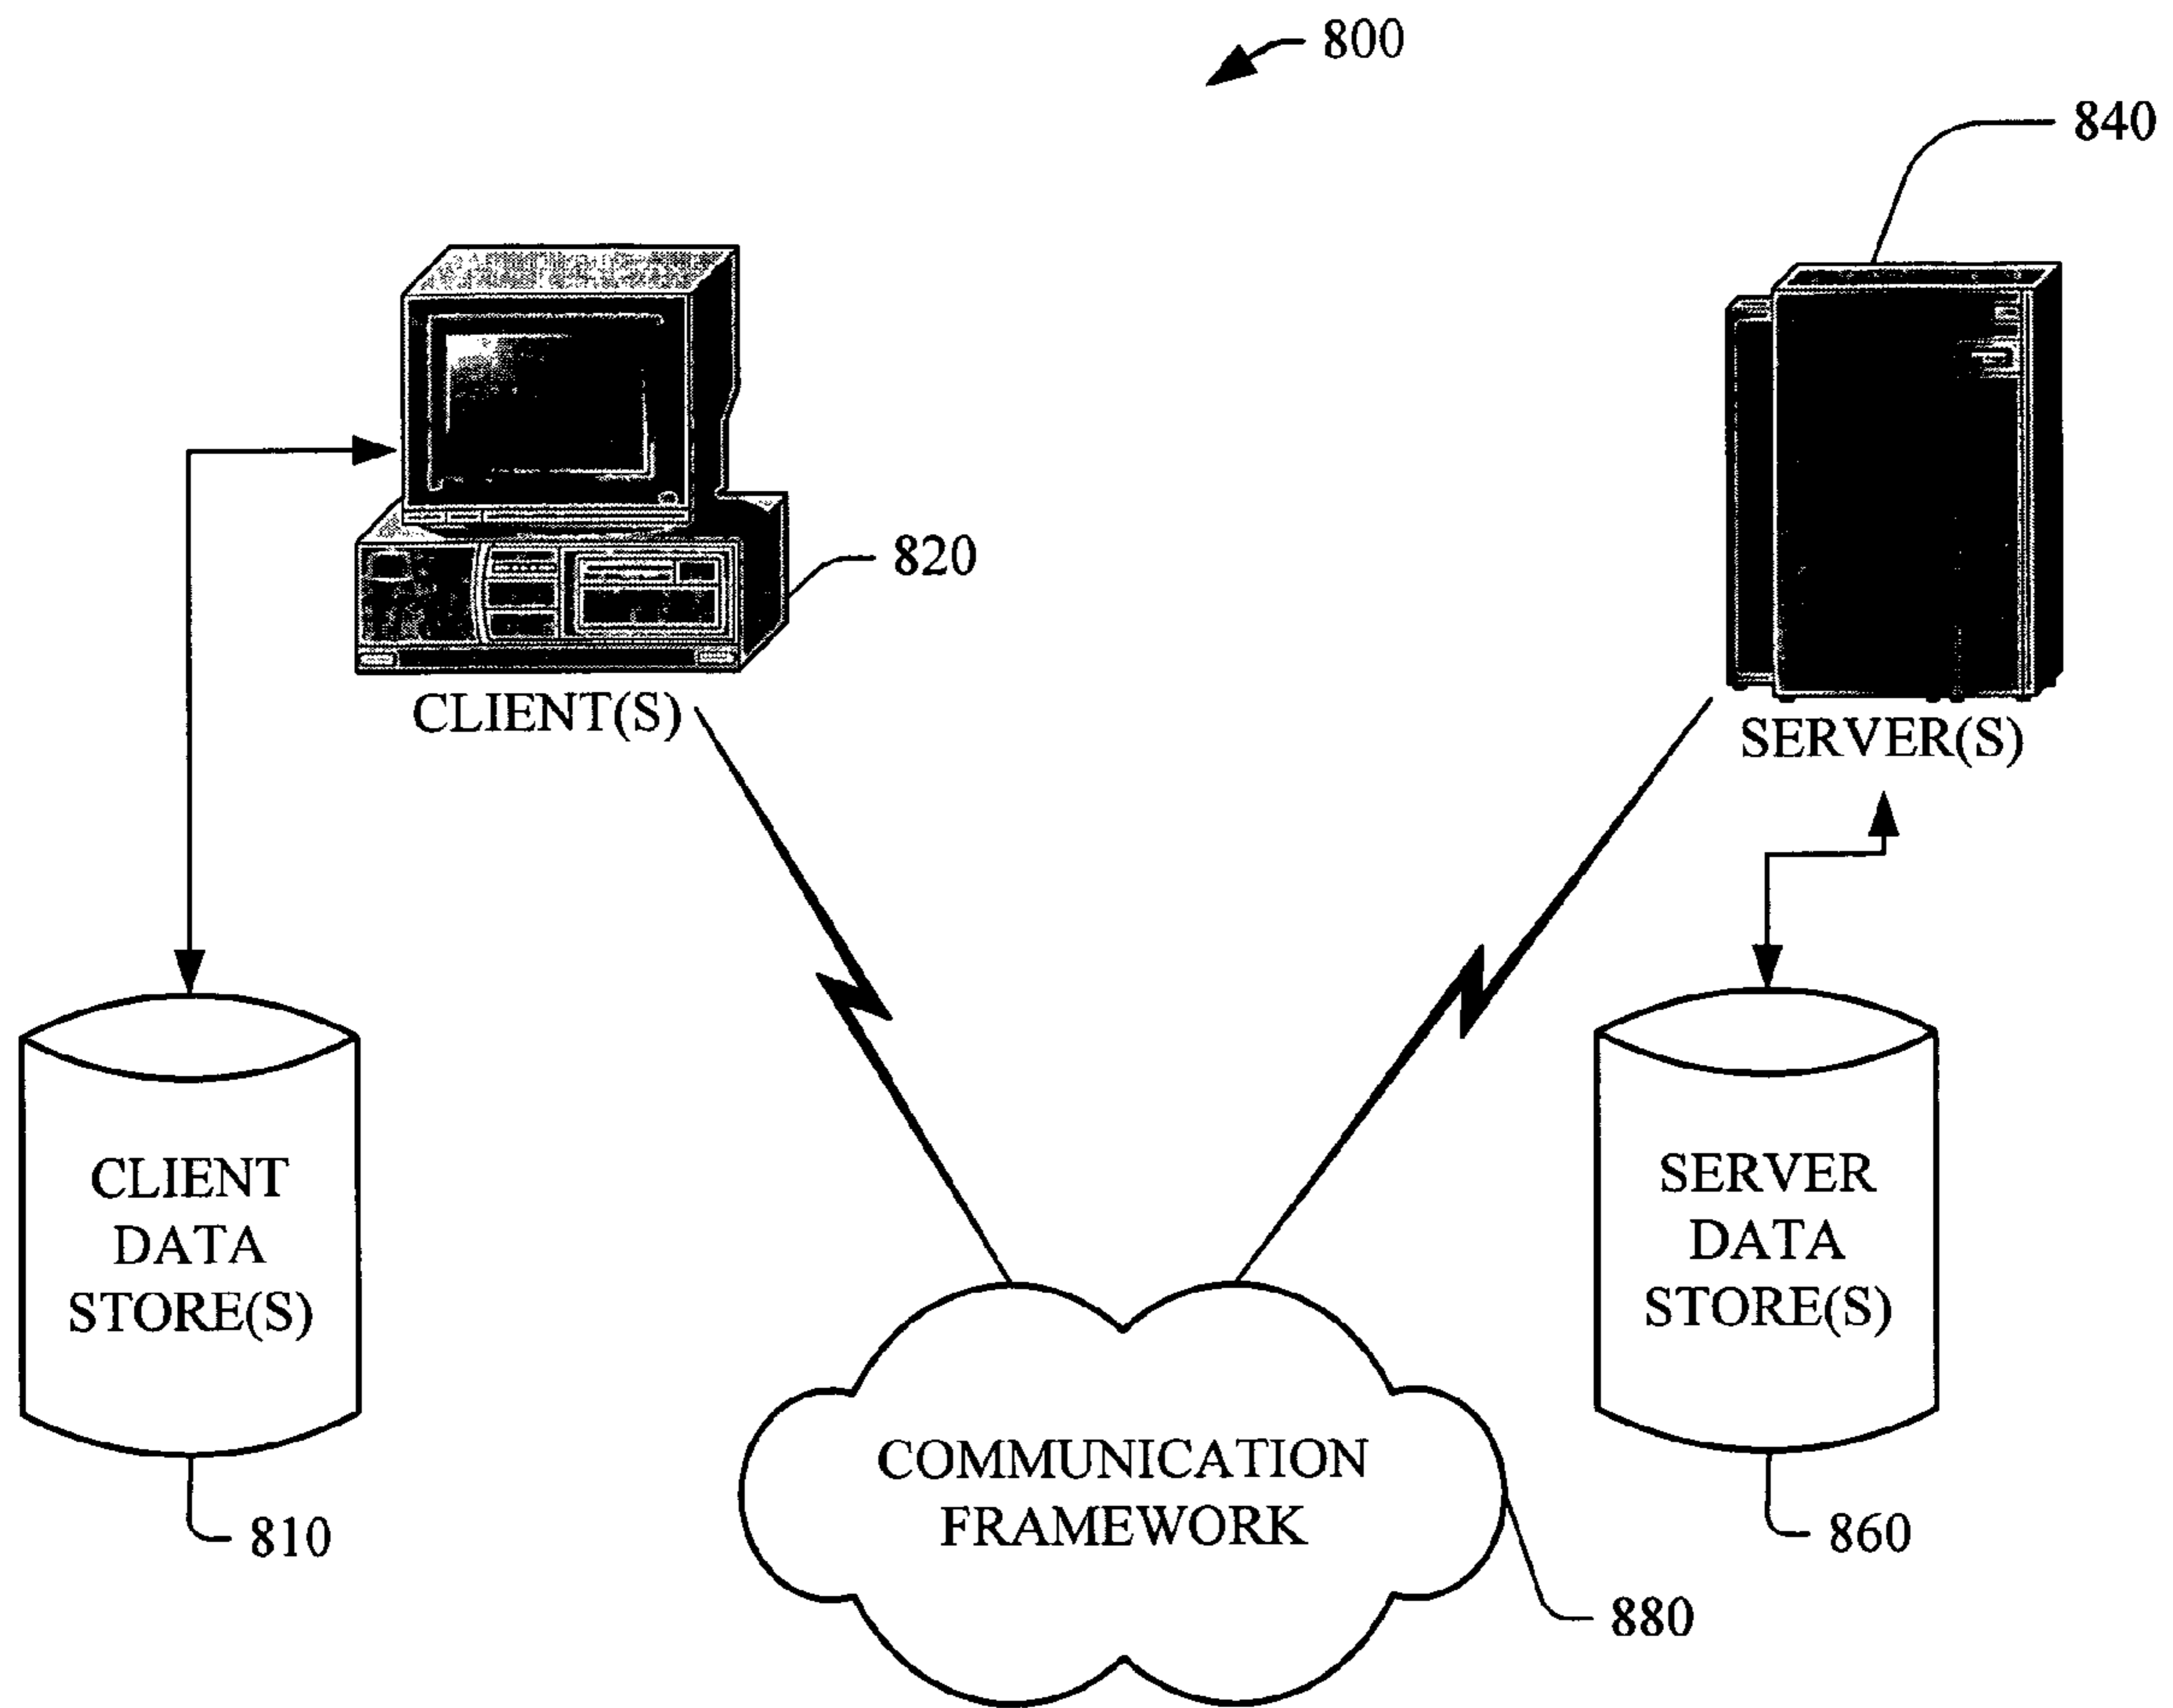 800
840
820
CLIENT(S)
SERVER(S)
CLIENT
DATA
STORE(S)
SERVER
DATA
STORE(S)
COMMUNICATION
FRAMEWORK
810
860
880